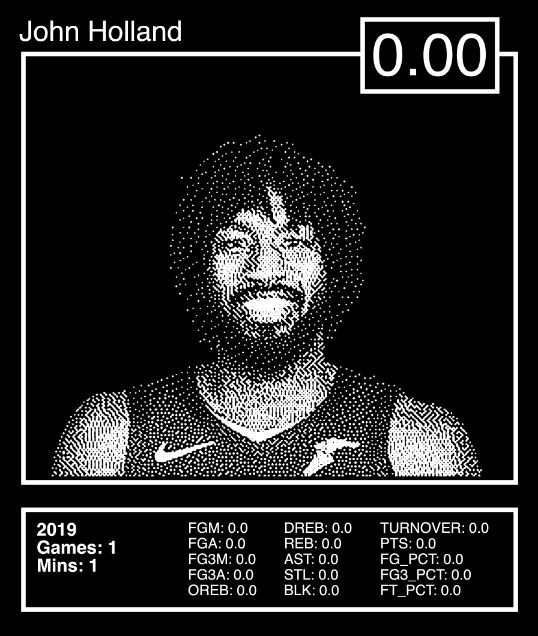 John Holland
0.00
2019
Games: 1
Mins: 1
FGM: 0.0
FGA: 0.0
FG3M: 0.0
FG3A: 0.0
OREB: 0.0
DREB: 0.0
REB: 0.0
AST: 0.0
STL: 0.0
BLK: 0.0
TURNOVER: 0.0
PTS: 0.0
FG_PCT: 0.0
FG3_PCT: 0.0
FT_PCT: 0.0